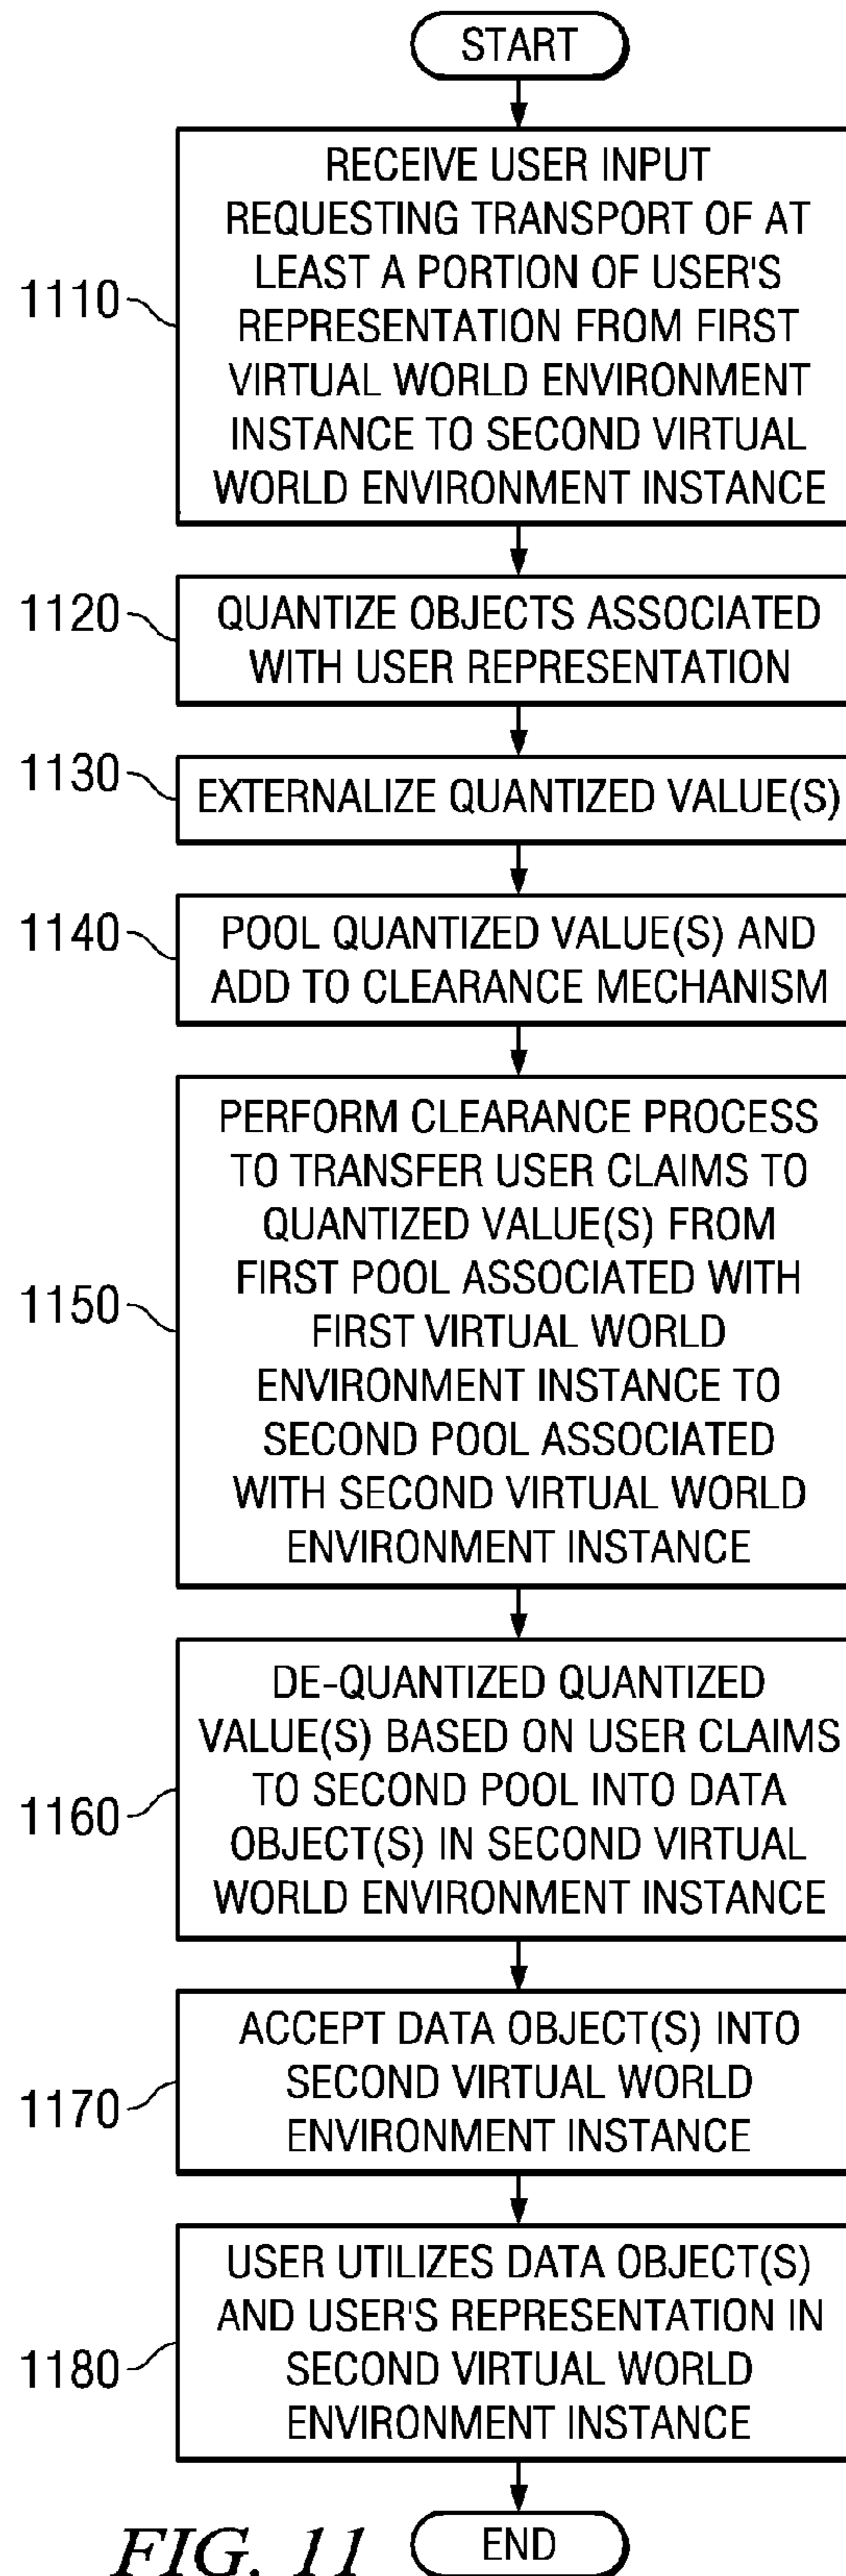 START
RECEIVE USER INPUT
REQUESTING TRANSPORT OF AT
LEAST A PORTION OF USER'S
REPRESENTATION FROM FIRST
VIRTUAL WORLD ENVIRONMENT
INSTANCE TO SECOND VIRTUAL
WORLD ENVIRONMENT INSTANCE
1110
1120
QUANTIZE OBJECTS ASSOCIATED
WITH USER REPRESENTATION
1130
EXTERNALIZE QUANTIZED VALUE(S)
1140
POOL QUANTIZED VALUE(S) AND
ADD TO CLEARANCE MECHANISM
PERFORM CLEARANCE PROCESS
TO TRANSFER USER CLAIMS TO
QUANTIZED VALUE(S) FROM
FIRST POOL ASSOCIATED WITH
FIRST VIRTUAL WORLD
ENVIRONMENT INSTANCE TO
SECOND POOL ASSOCIATED
WITH SECOND VIRTUAL WORLD
ENVIRONMENT INSTANCE
1150
DE-QUANTIZED QUANTIZED
VALUE(S) BASED ON USER CLAIMS
TO SECOND POOL INTO DATA
OBJECT(S) IN SECOND VIRTUAL
WORLD ENVIRONMENT INSTANCE
1160
ACCEPT DATA OBJECT(S) INTO
SECOND VIRTUAL WORLD
ENVIRONMENT INSTANCE
1170
USER UTILIZES DATA OBJECT(S)
AND USER'S REPRESENTATION IN
SECOND VIRTUAL WORLD
ENVIRONMENT INSTANCE
1180
FIG. 11
END